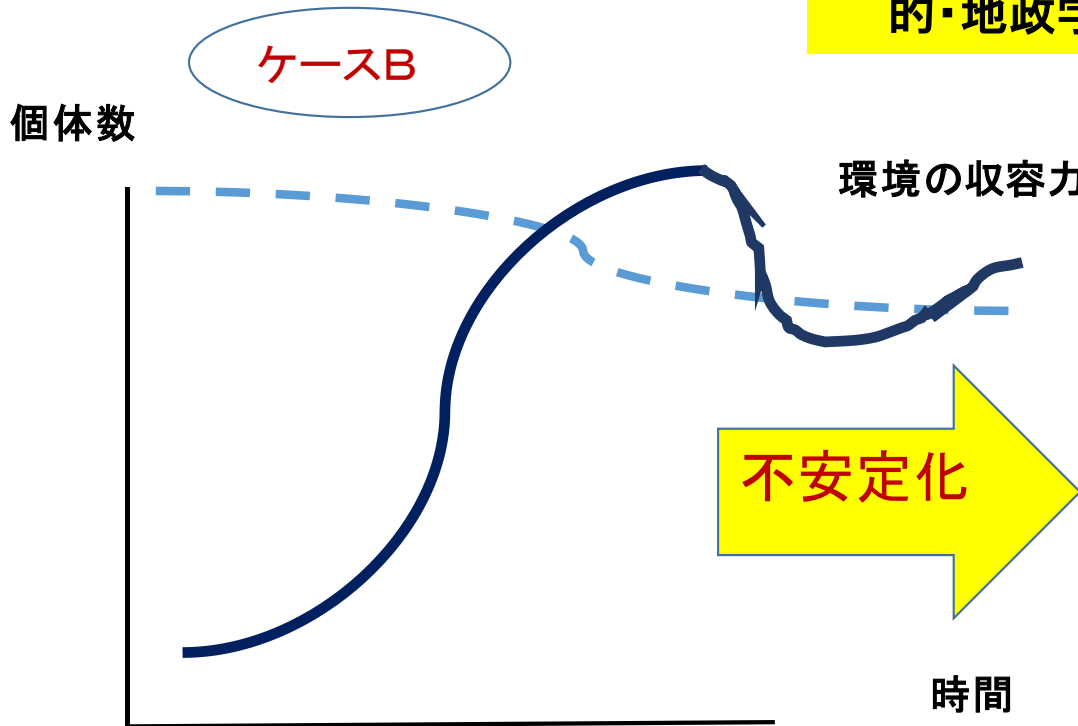 的・地政学
ケースB
個体数
環境の収容力
不安定化
時間